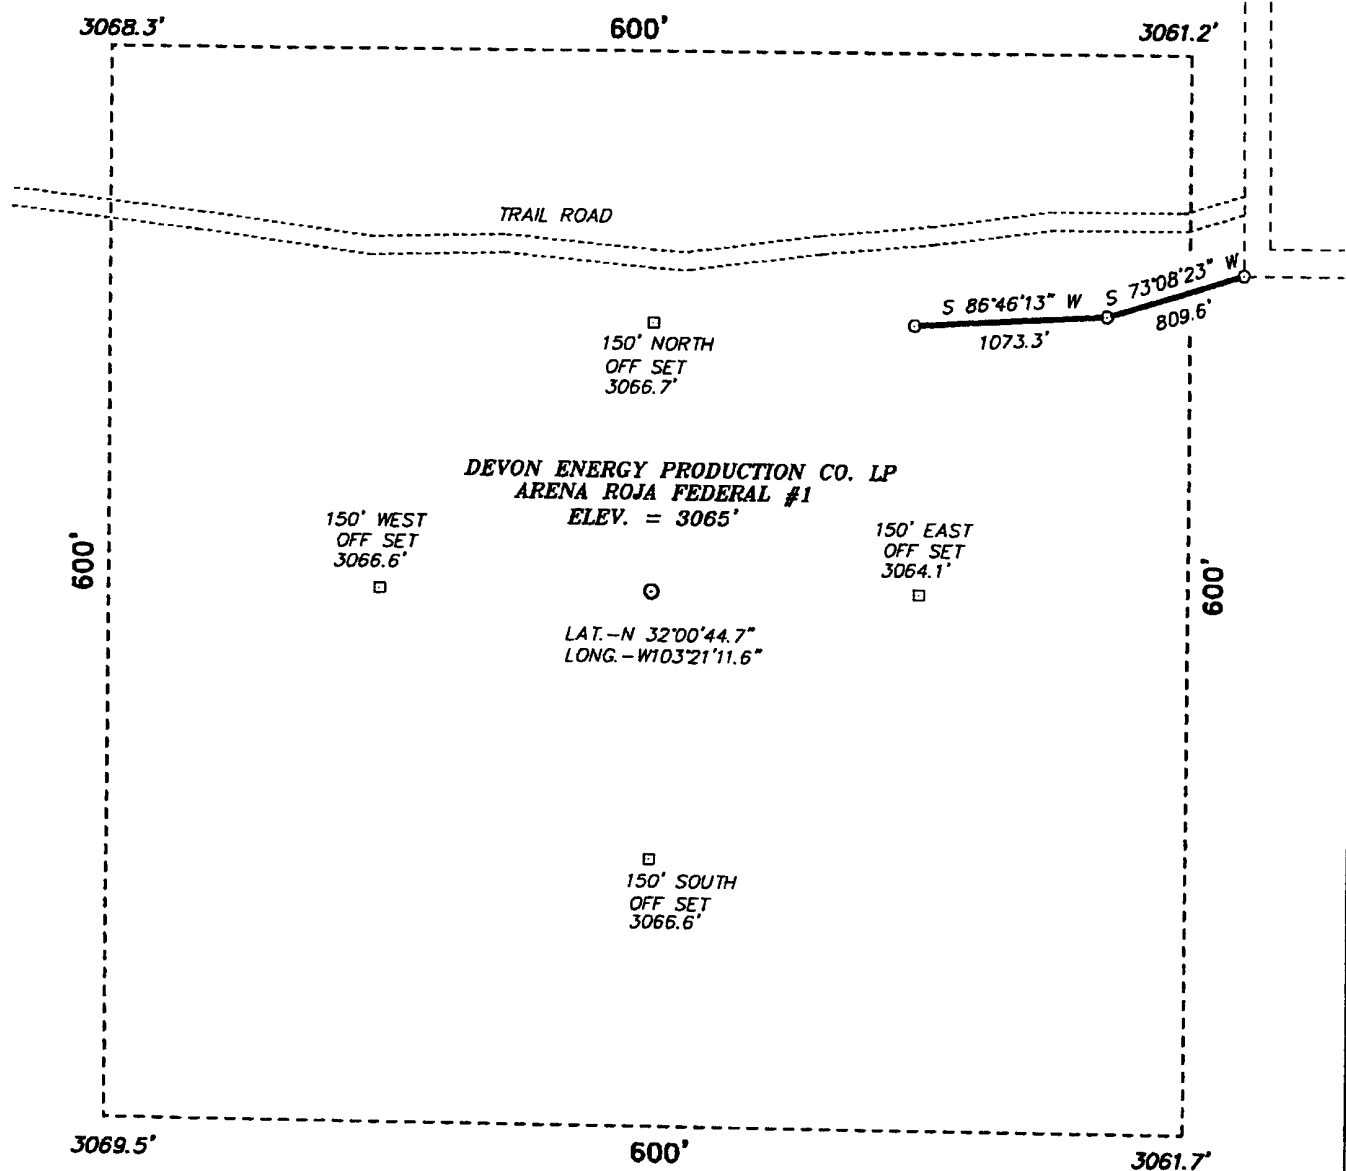 3068.3'
600'
3061.2'
TRAIL ROAD
S 86°46'13" W
1073.3'
S 73°08'23" W
809.6'
150' NORTH
OFF SET
3066.7'
DEVON ENERGY PRODUCTION CO. LP
ARENA ROJA FEDERAL #1
ELEV. = 3065'
150' WEST
OFF SET
3066.6'
150' EAST
OFF SET
3064.1'
600'
600'
LAT.-N 32°00'44.7"
LONG.-W103°21'11.6"
150' SOUTH
OFF SET
3066.6'
3069.5'
600'
3061.7'